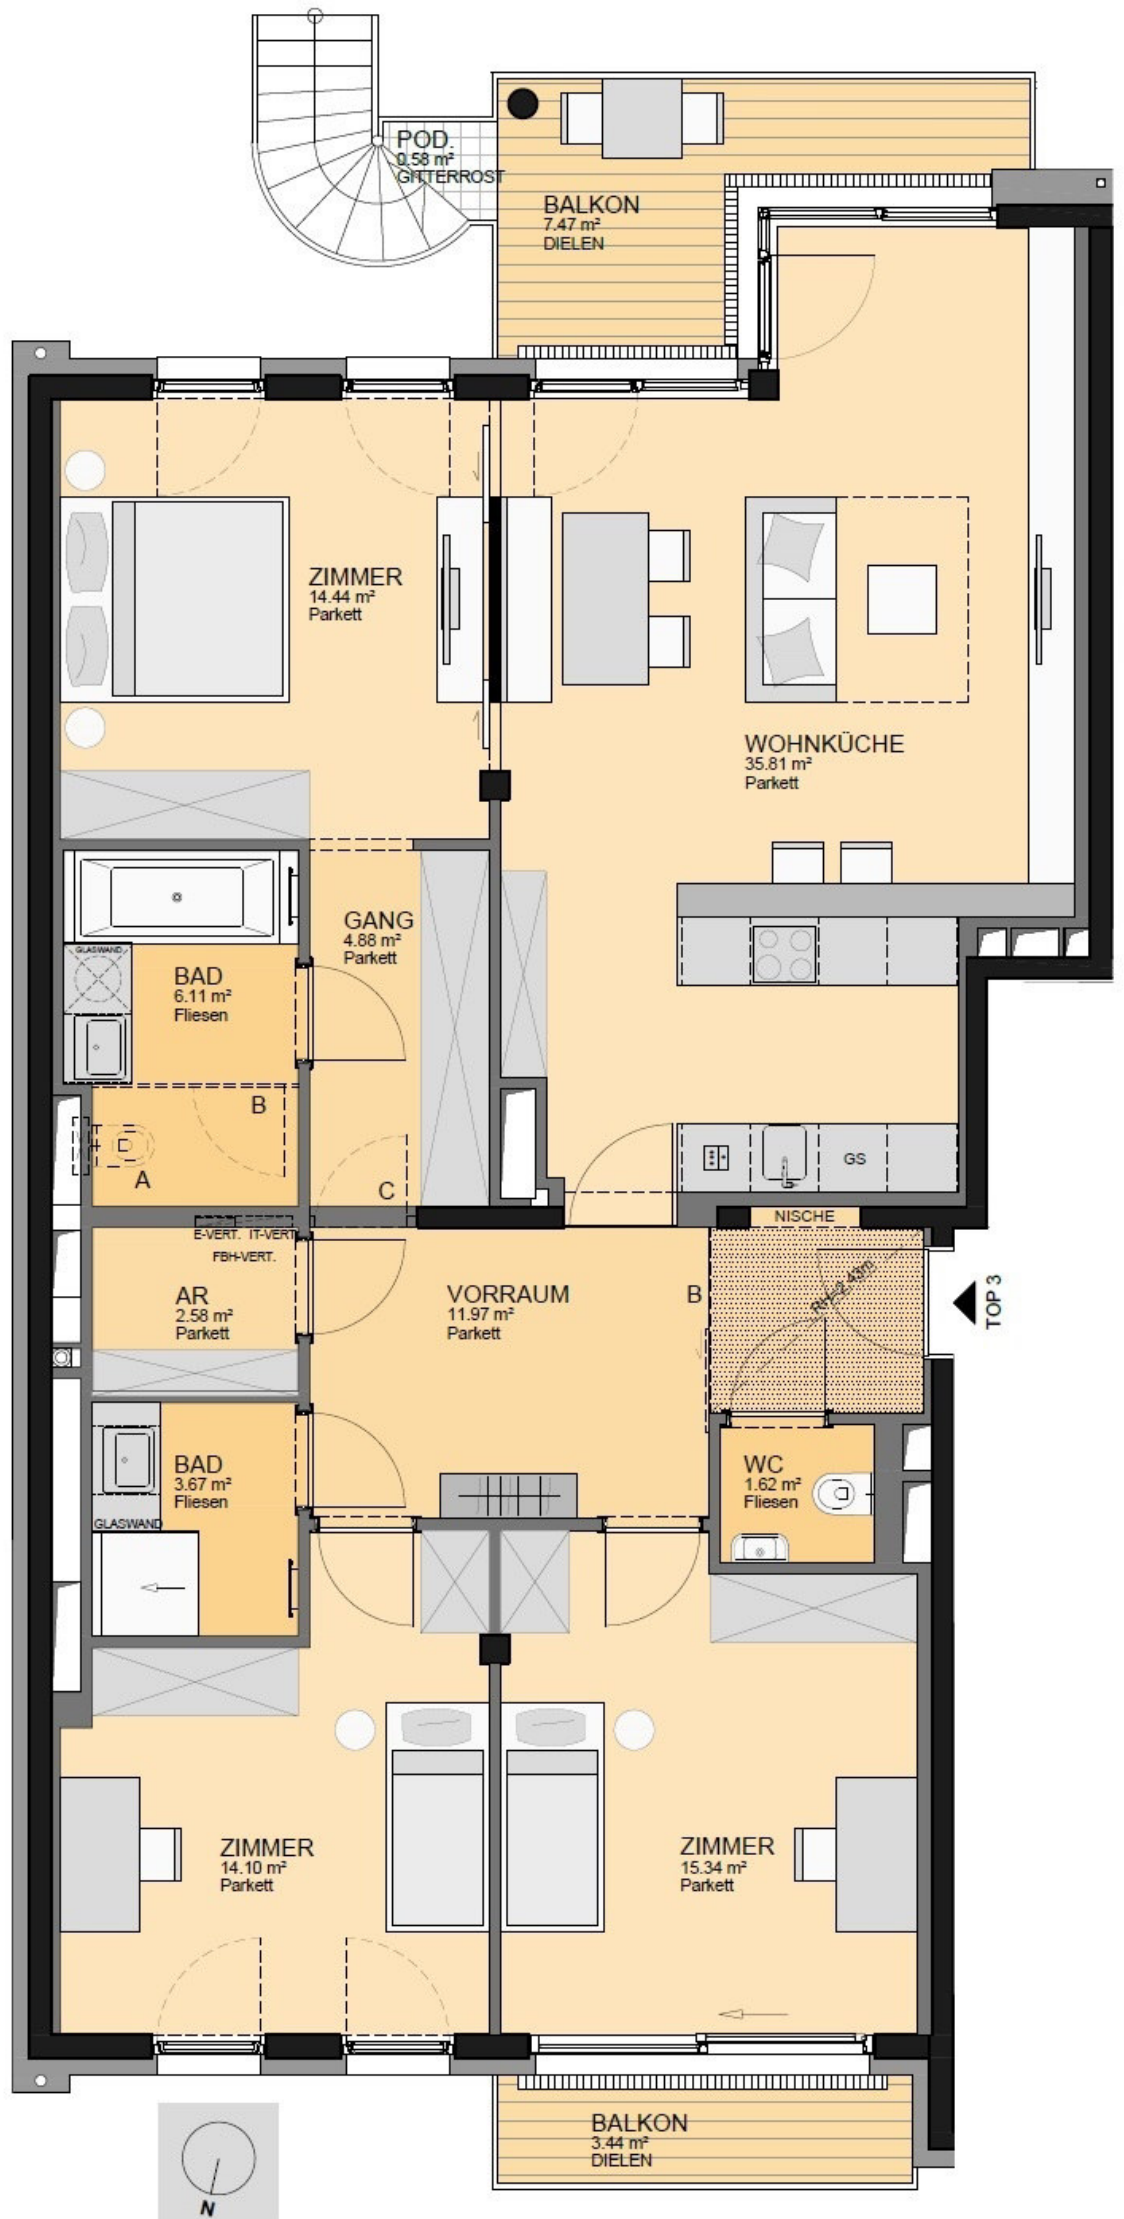 POD.
0.58 m²
GITTERROST
BALKON
7.47 m²
DIELEN
ZIMMER
14.44 m²
Parkett
WOHNKÜCHE
35.81 m²
Parkett
GANG
4.88 m²
Parkett
GLASWAND
BAD
6.11 m²
Fliesen
B
A
C
GS
NISCHE
E-VERT. IT-VERT.
FBH-VERT.
AR
2.58 m²
Parkett
VORRAUM
11.97 m²
Parkett
B
RH=2.43m
TOP 3
BAD
3.67 m²
Fliesen
GLASWAND
WC
1.62 m²
Fliesen
ZIMMER
14.10 m²
Parkett
ZIMMER
15.34 m²
Parkett
BALKON
3.44 m²
DIELEN
N